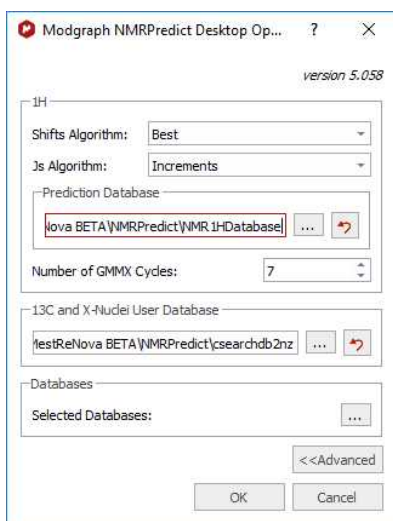 Modgraph NMRPredict Desktop Op... ?
version 5.058
1H
Shifts Algorithm: Best
Js Algorithm: Increments
Prediction Database
Nova BETA\NMRPredict\NMR1HDatabase ...
Number of GMMX Cycles: 7
13C and X-Nuclei User Database
MestReNova BETA\NMRPredict\csearchdb2nz ...
Databases
Selected Databases: ...
<<Advanced
OK Cancel